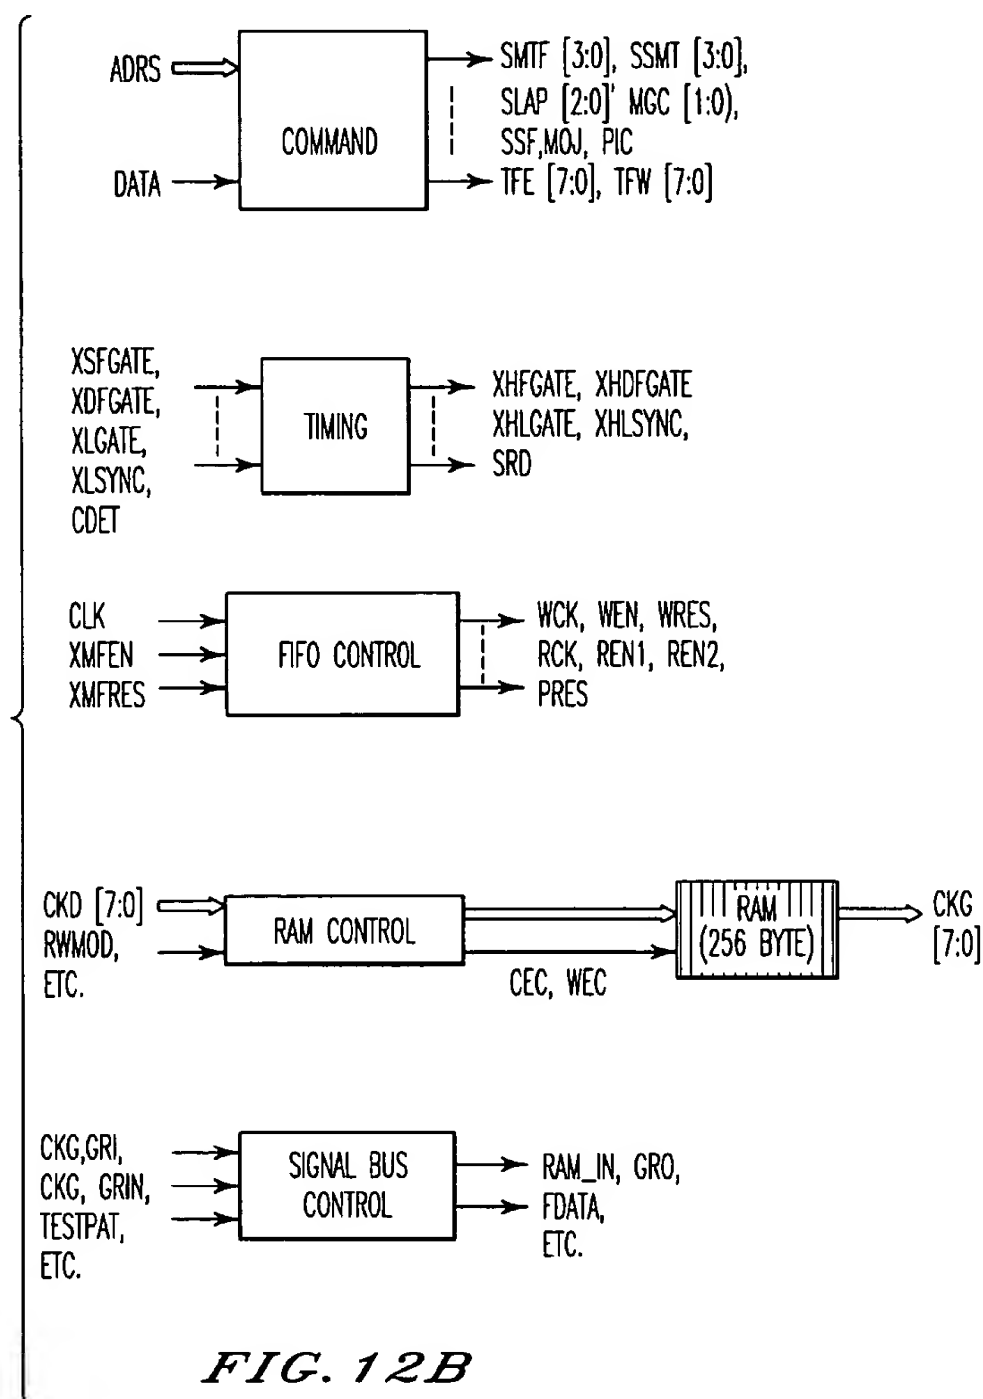 ADRS
DATA
COMMAND
SMTF [3:0], SSMT [3:0],
SLAP [2:0]' MGC [1:0),
SSF,MOJ, PIC
TFE [7:0], TFW [7:0]
XSFGATE,
XDFGATE,
XLGATE,
XLSYNC,
CDET
TIMING
XHFGATE, XHDFGATE
XHLGATE, XHLSYNC,
SRD
CLK
XMFEN
XMFRES
FIFO CONTROL
WCK, WEN, WRES,
RCK, REN1, REN2,
PRES
CKD [7:0]
RWMOD,
ETC.
RAM CONTROL
CEC, WEC
RAM
(256 BYTE)
CKG
[7:0]
CKG,GRI,
CKG, GRIN,
TESTPAT,
ETC.
SIGNAL BUS
CONTROL
RAM_IN, GRO,
FDATA,
ETC.
FIG. 12B